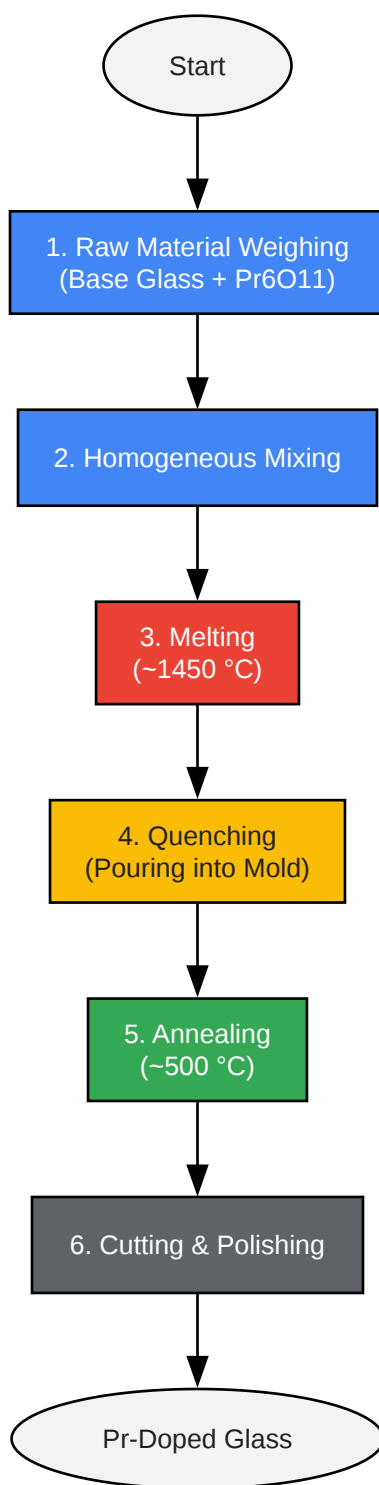 Start
1. Raw Material Weighing
(Base Glass + Pr6O11)
2. Homogeneous Mixing
3. Melting
(~1450 °C)
4. Quenching
(Pouring into Mold)
5. Annealing
(~500 °C)
6. Cutting & Polishing
Pr-Doped Glass